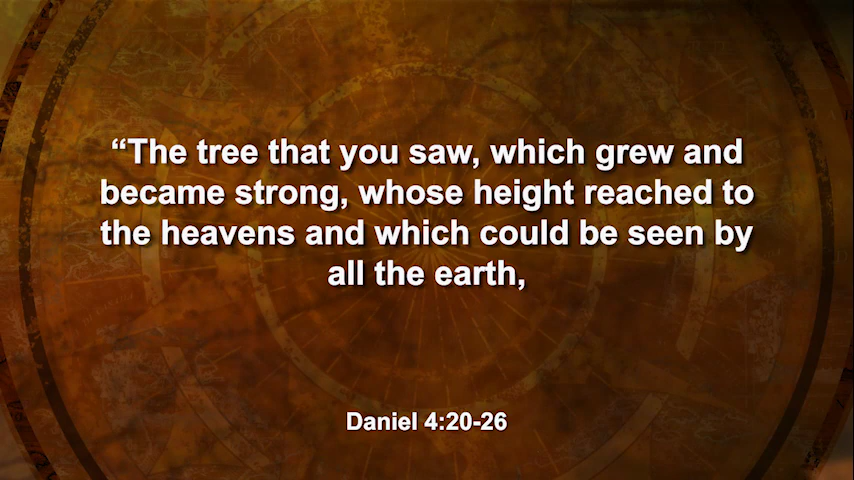 “The tree that you saw, which grew and
became strong, whose height reached to
the heavens and which could be seen by
all the earth,
Daniel 4:20-26